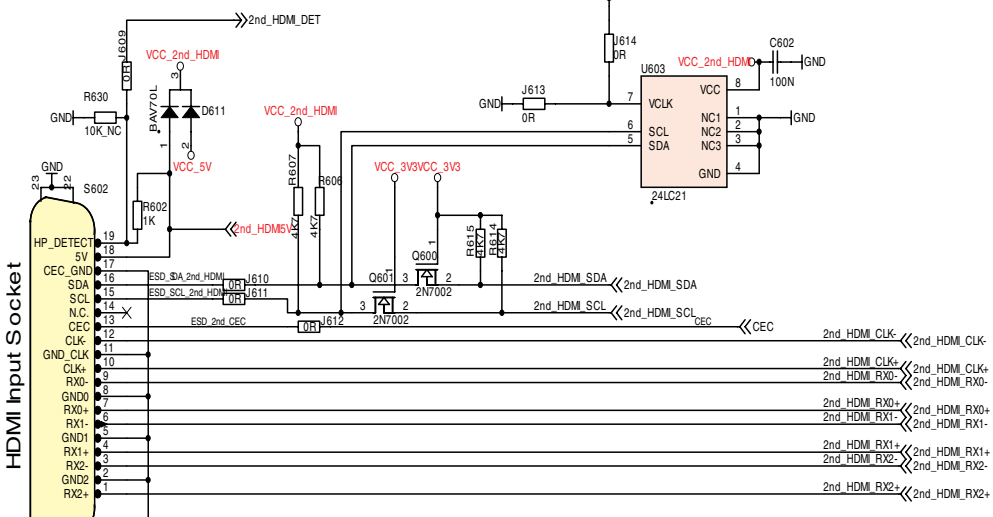 2nd_HDMI_DET
J609
0R
VCC_2nd_HDMI
3
BAV70L
D611
1
2
VCC_5V
R630
GND
10K_NC
GND
23
22
S602
R602
1K
2nd_HDMI5V
VCC_2nd_HDMI
R607
4K7
R606
4K7
VCC_3V3
VCC_3V3
J614
0R
GND
J613
0R
U603
7
VCLK
6
SCL
5
SDA
VCC
8
NC1
1
NC2
2
NC3
3
GND
4
24LC21
VCC_2nd_HDMI
C602
100N
GND
GND
R615
4K7
R614
4K7
Q600
1
3
2
2N7002
Q601
1
3
2
2N7002
HDMI Input Socket
HP_DETECT 19
5V 18
CEC_GND 17
SDA 16
SCL 15
N.C. 14
CEC 13
CLK- 12
GND_CLK 11
CLK+ 10
RX0- 9
GND0 8
RX0+ 7
RX1- 6
GND1 5
RX1+ 4
RX2- 3
GND2 2
RX2+ 1
ESD_SDA_2nd_HDMI
0R
J610
ESD_SCL_2nd_HDMI
0R
J611
ESD_2nd_CEC
0R
J612
2nd_HDMI_SDA
2nd_HDMI_SDA
2nd_HDMI_SCL
2nd_HDMI_SCL
CEC
CEC
2nd_HDMI_CLK-
2nd_HDMI_CLK-
2nd_HDMI_CLK+
2nd_HDMI_CLK+
2nd_HDMI_RX0-
2nd_HDMI_RX0-
2nd_HDMI_RX0+
2nd_HDMI_RX0+
2nd_HDMI_RX1-
2nd_HDMI_RX1-
2nd_HDMI_RX1+
2nd_HDMI_RX1+
2nd_HDMI_RX2-
2nd_HDMI_RX2-
2nd_HDMI_RX2+
2nd_HDMI_RX2+